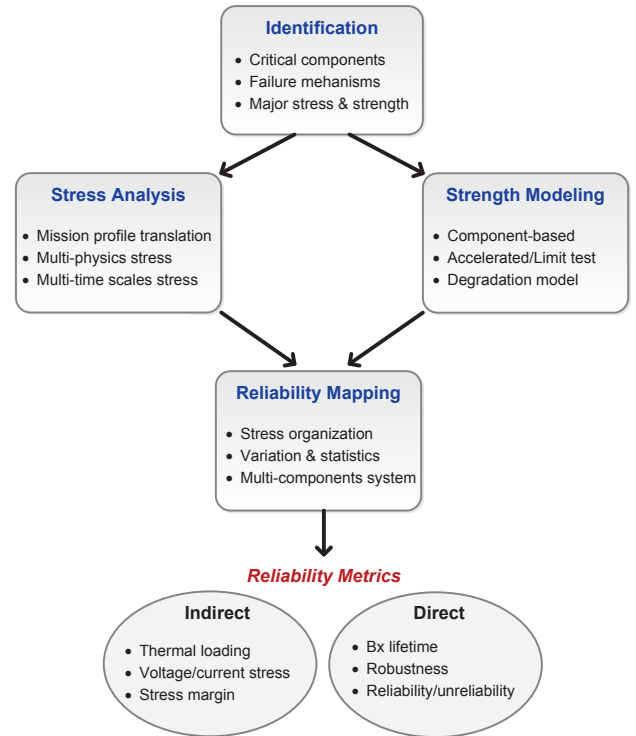 Identification
• Critical components
• Failure mehanisms
• Major stress & strength
Stress Analysis
• Mission profile translation
• Multi-physics stress
• Multi-time scales stress
Strength Modeling
• Component-based
• Accelerated/Limit test
• Degradation model
Reliability Mapping
• Stress organization
• Variation & statistics
• Multi-components system
Reliability Metrics
Indirect
• Thermal loading
• Voltage/current stress
• Stress margin
Direct
• Bx lifetime
• Robustness
• Reliability/unreliability